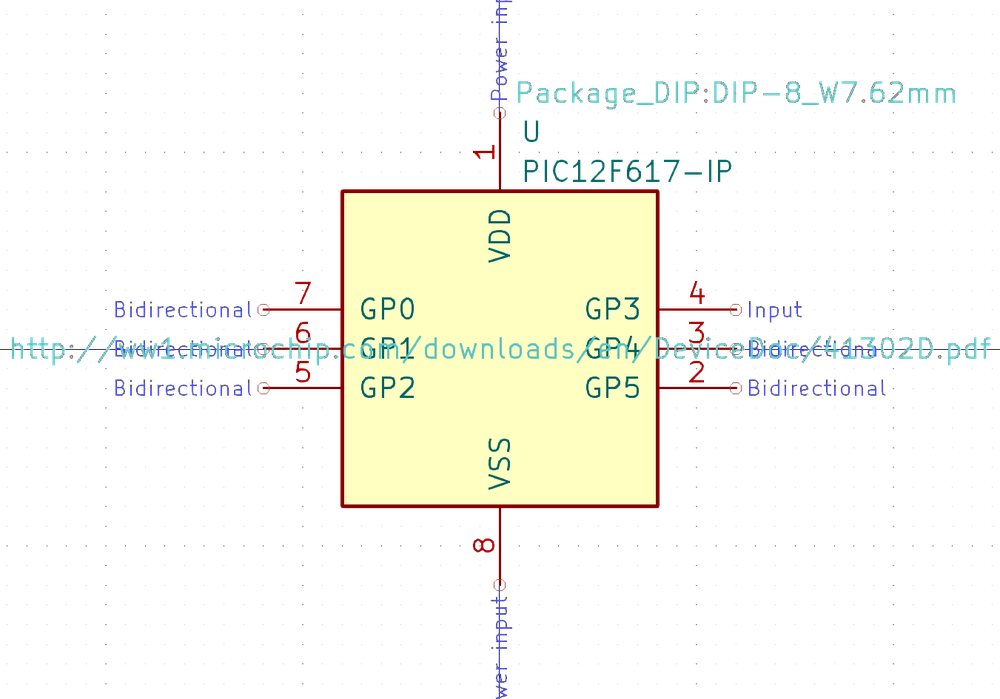 Power inp
Package_DIP:DIP-8_W7.62mm
U
1
PIC12F617-IP
VDD
7
4
Bidirectional
GP0
GP3
Input
6
3
Bidirectional
GP1
GP4
Bidirectional
http://ww1.microchip.com/downloads/en/DeviceDoc/41302D.pdf
5
2
Bidirectional
GP2
GP5
Bidirectional
VSS
8
wer input